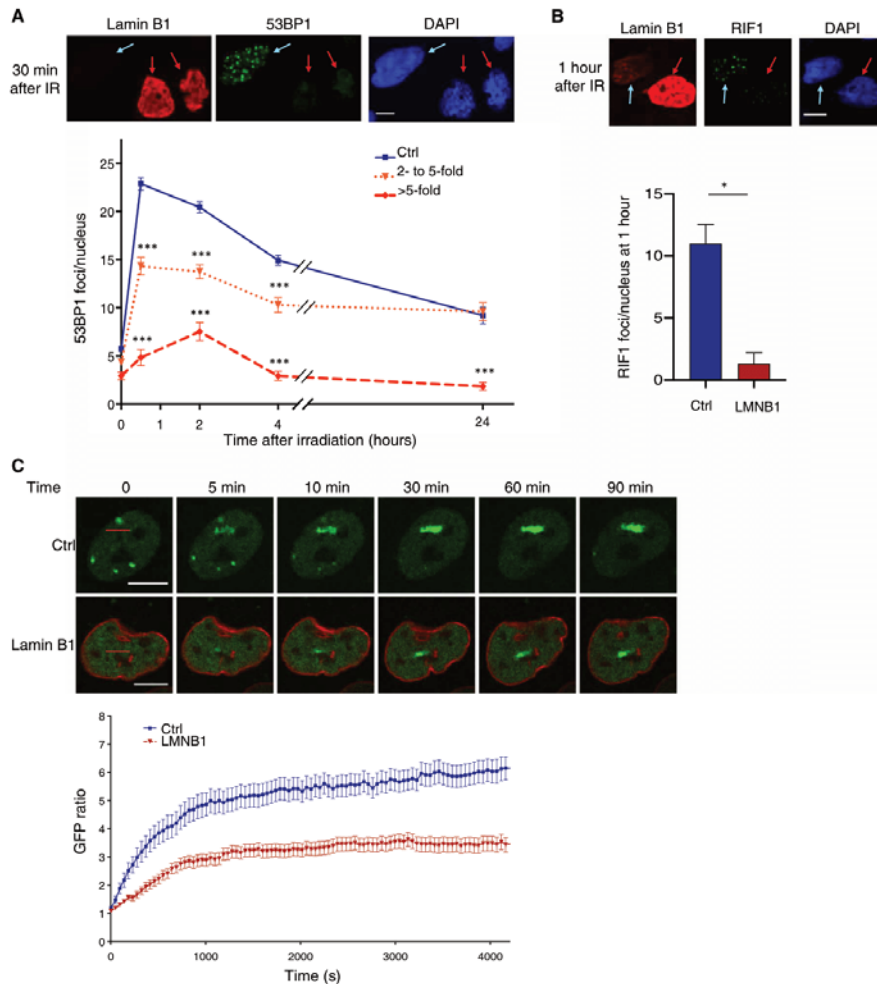 A
Lamin B1 53BP1 DAPI
30 min
after IR
Ctrl
2- to 5-fold
>5-fold
25
20
15
10
5
0
*** *** *** *** *** *** ***
53BP1 foci/nucleus
0 1 2 4 24
Time after irradiation (hours)
B
Lamin B1 RIF1 DAPI
1 hour
after IR
*
15
10
5
0
RIF1 foci/nucleus at 1 hour
Ctrl LMNB1
C
Time 0 5 min 10 min 30 min 60 min 90 min
Ctrl
Lamin B1
Ctrl
LMNB1
8
7
6
5
4
3
2
1
0
GFP ratio
0 1000 2000 3000 4000
Time (s)